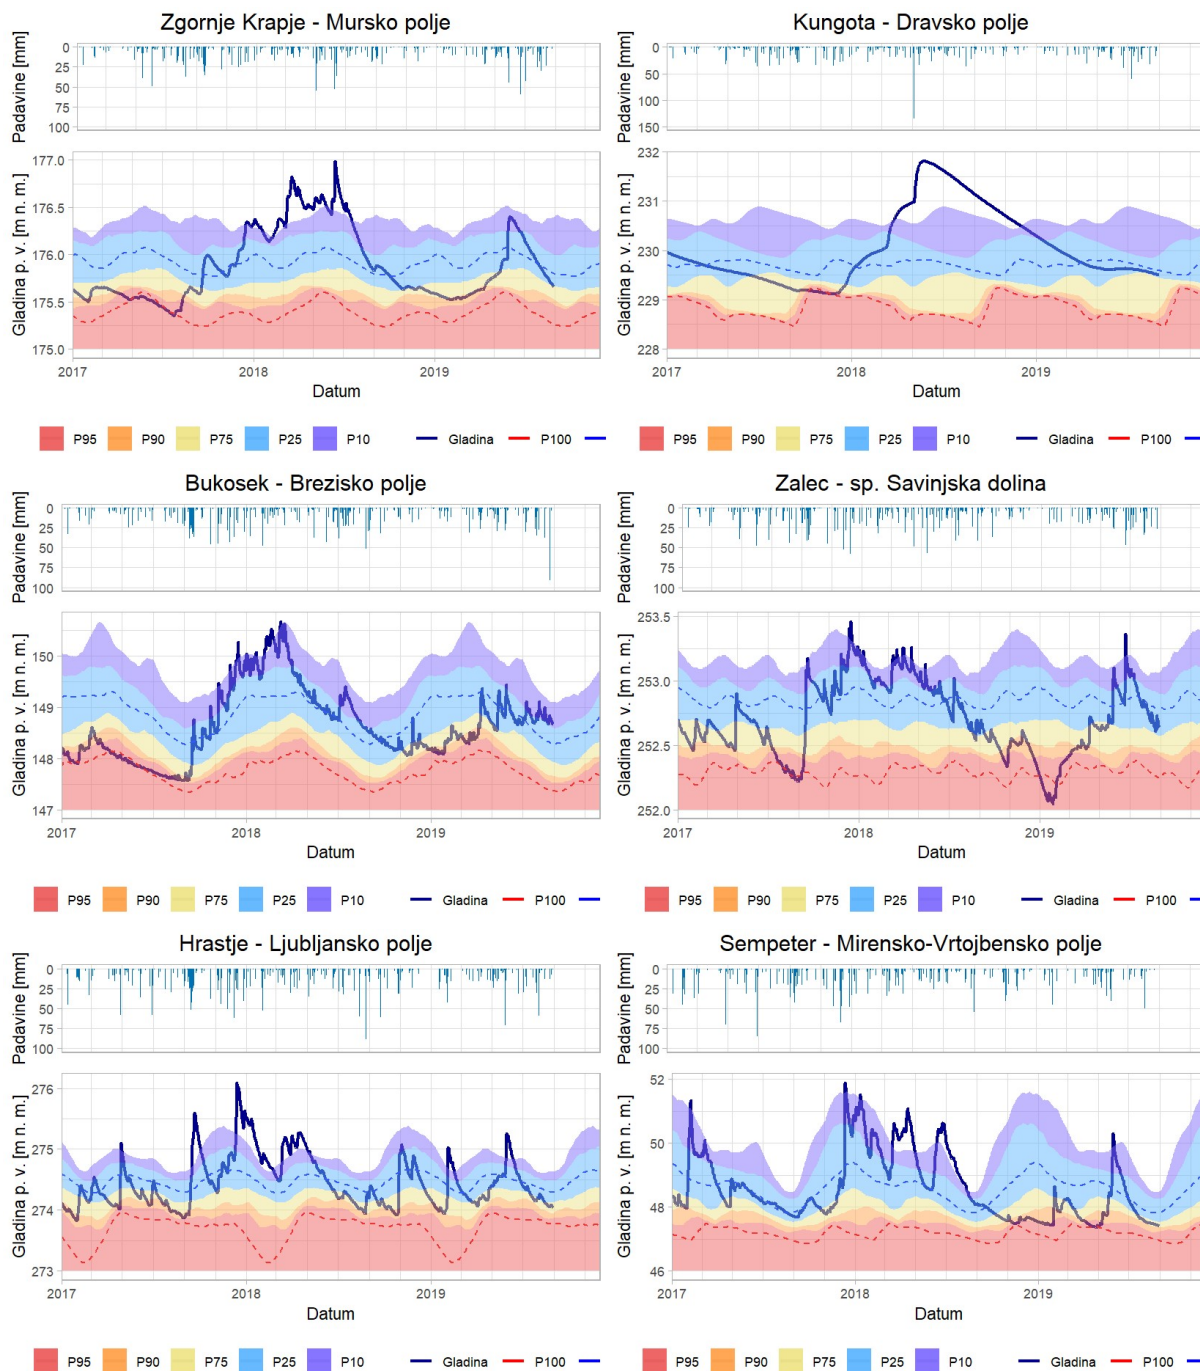 Zgornje Krapje - Mursko polje
Padavine [mm]
0
25
50
75
100
Gladina p. v. [m n. m.]
177.0
176.5
176.0
175.5
175.0
2017 2018 2019
Datum
P95 P90 P75 P25 P10 Gladina P100
Kungota - Dravsko polje
Padavine [mm]
0
50
100
150
Gladina p. v. [m n. m.]
232
231
230
229
228
2017 2018 2019
Datum
P95 P90 P75 P25 P10 Gladina P100
Bukosek - Brezisko polje
Padavine [mm]
0
25
50
75
100
Gladina p. v. [m n. m.]
150
149
148
147
2017 2018 2019
Datum
P95 P90 P75 P25 P10 Gladina P100
Zalec - sp. Savinjska dolina
Padavine [mm]
0
25
50
75
100
Gladina p. v. [m n. m.]
253.5
253.0
252.5
252.0
2017 2018 2019
Datum
P95 P90 P75 P25 P10 Gladina P100
Hrastje - Ljubljansko polje
Padavine [mm]
0
25
50
75
100
Gladina p. v. [m n. m.]
276
275
274
273
2017 2018 2019
Datum
P95 P90 P75 P25 P10 Gladina P100
Sempeter - Mirensko-Vrtojbensko polje
Padavine [mm]
0
25
50
75
100
Gladina p. v. [m n. m.]
52
50
48
46
2017 2018 2019
Datum
P95 P90 P75 P25 P10 Gladina P100